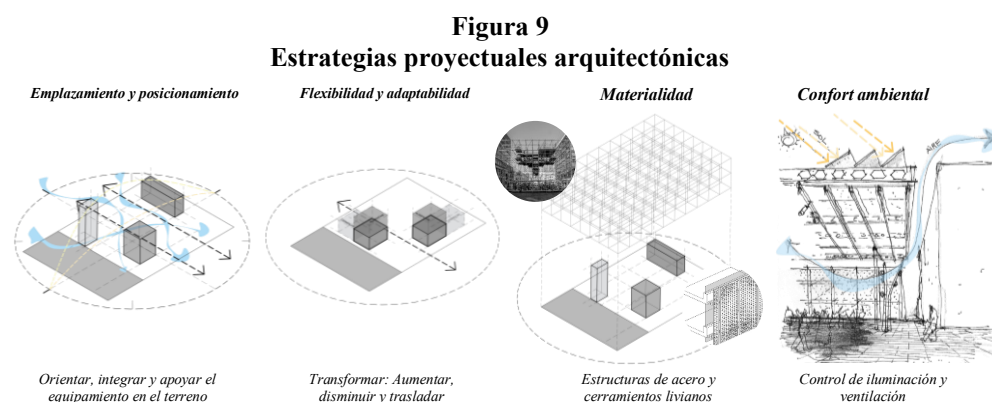 Figura 9
Estrategias proyectuales arquitectónicas
Emplazamiento y posicionamiento
Flexibilidad y adaptabilidad
Materialidad
Confort ambiental
SOL
AIRE
Orientar, integrar y apoyar el
equipamiento en el terreno
Transformar: Aumentar,
disminuir y trasladar
Estructuras de acero y
cerramientos livianos
Control de iluminación y
ventilación